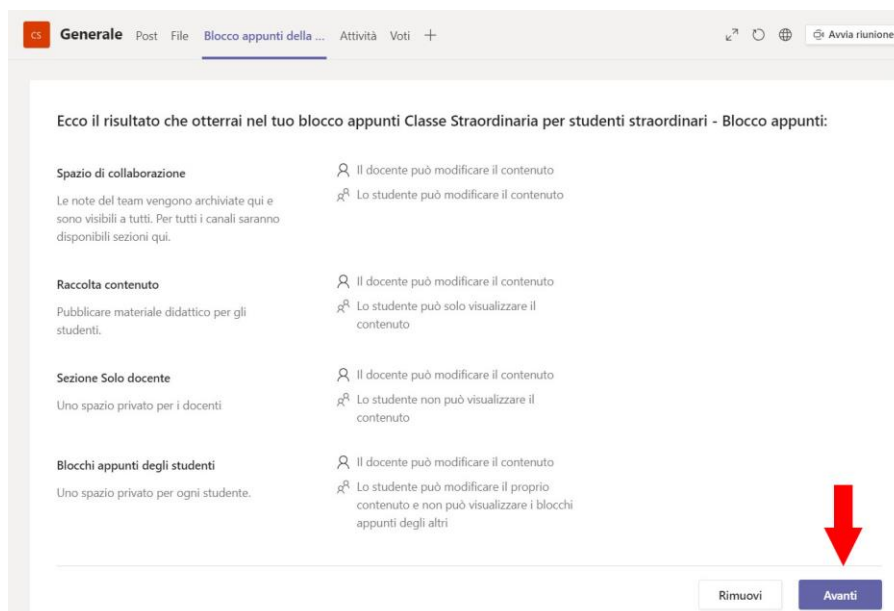 CS Generale Post File Blocco appunti della ... Attività Voti + Avvia riunione
Ecco il risultato che otterrai nel tuo blocco appunti Classe Straordinaria per studenti straordinari - Blocco appunti:
Spazio di collaborazione
Le note del team vengono archiviate qui e
sono visibili a tutti. Per tutti i canali saranno
disponibili sezioni qui.
Il docente può modificare il contenuto
Lo studente può modificare il contenuto
Raccolta contenuto
Pubblicare materiale didattico per gli
studenti.
Il docente può modificare il contenuto
Lo studente può solo visualizzare il
contenuto
Sezione Solo docente
Uno spazio privato per i docenti
Il docente può modificare il contenuto
Lo studente non può visualizzare il
contenuto
Blocchi appunti degli studenti
Uno spazio privato per ogni studente.
Il docente può modificare il contenuto
Lo studente può modificare il proprio
contenuto e non può visualizzare i blocchi
appunti degli altri
Rimuovi Avanti